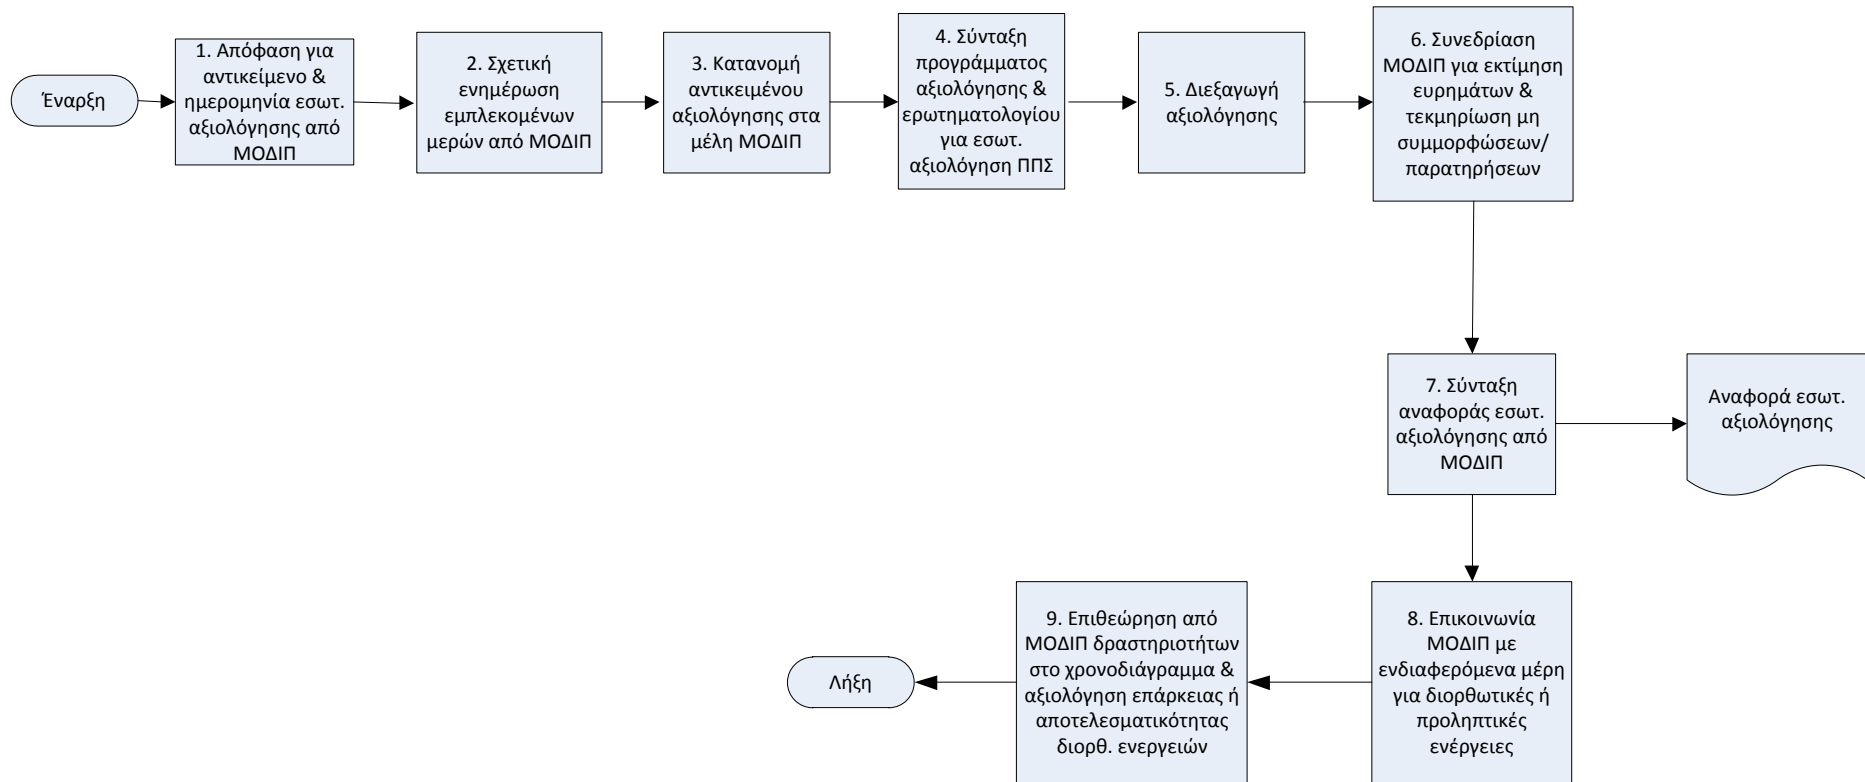 Έναρξη
1. Απόφαση για
αντικείμενο &
ημερομηνία εσωτ.
αξιολόγησης από
ΜΟΔΙΠ
2. Σχετική
ενημέρωση
εμπλεκομένων
μερών από ΜΟΔΙΠ
3. Κατανομή
αντικειμένου
αξιολόγησης στα
μέλη ΜΟΔΙΠ
4. Σύνταξη
προγράμματος
αξιολόγησης &
ερωτηματολογίου
για εσωτ.
αξιολόγηση ΠΠΣ
5. Διεξαγωγή
αξιολόγησης
6. Συνεδρίαση
ΜΟΔΙΠ για εκτίμηση
ευρημάτων &
τεκμηρίωση μη
συμμορφώσεων/
παρατηρήσεων
7. Σύνταξη
αναφοράς εσωτ.
αξιολόγησης από
ΜΟΔΙΠ
Αναφορά εσωτ.
αξιολόγησης
8. Επικοινωνία
ΜΟΔΙΠ με
ενδιαφερόμενα μέρη
για διορθωτικές ή
προληπτικές
ενέργειες
9. Επιθεώρηση από
ΜΟΔΙΠ δραστηριοτήτων
στο χρονοδιάγραμμα &
αξιολόγηση επάρκειας ή
αποτελεσματικότητας
διορθ. ενεργειών
Λήξη